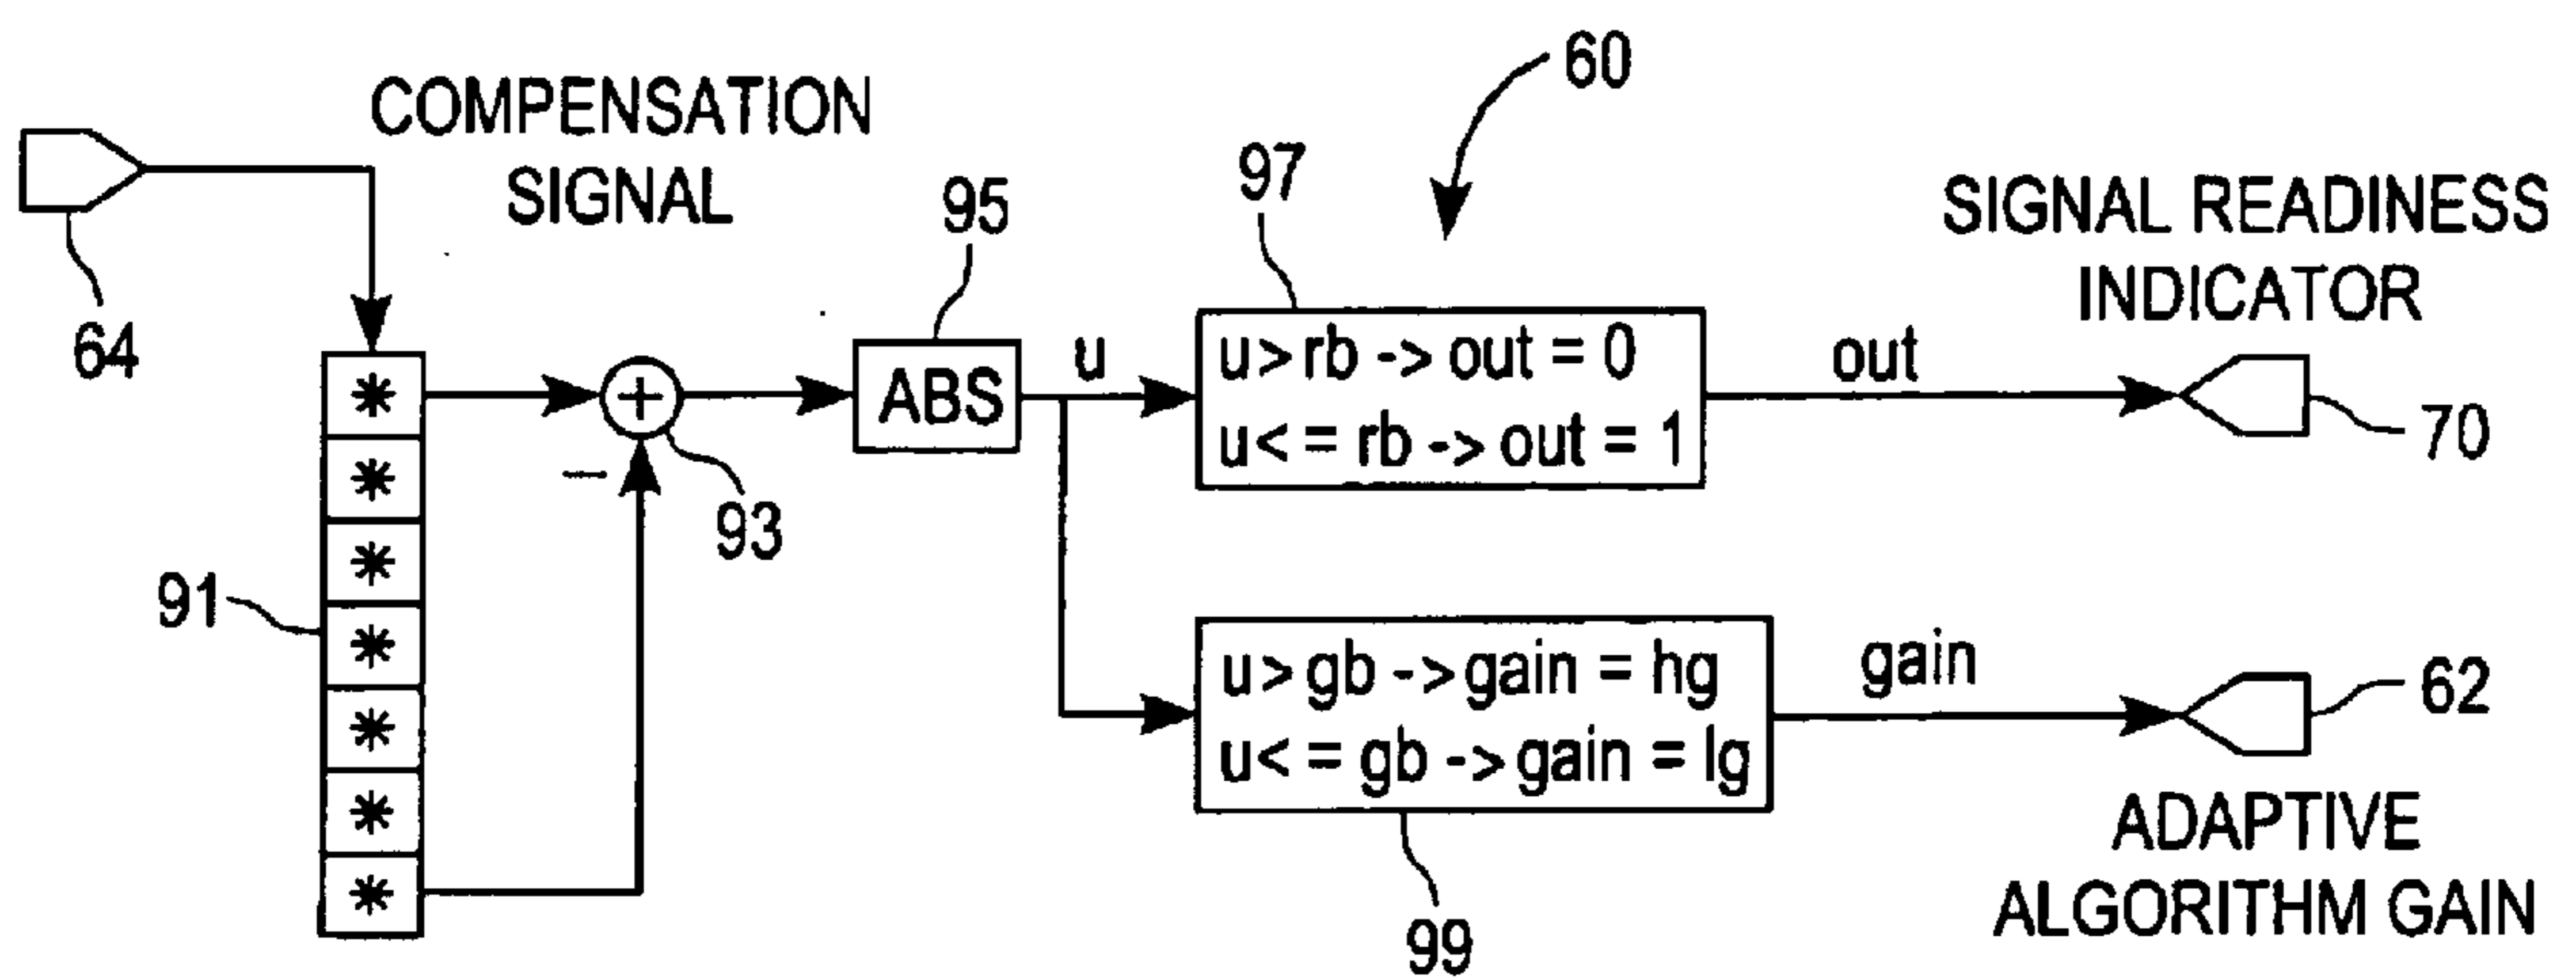 60
COMPENSATION
SIGNAL
64
95
97
SIGNAL READINESS
INDICATOR
*
*
*
*
*
*
*
91
+
−
93
ABS
u
u> rb -> out = 0
u< = rb -> out = 1
out
70
u> gb ->gain = hg
u< = gb ->gain = lg
gain
62
99
ADAPTIVE
ALGORITHM GAIN